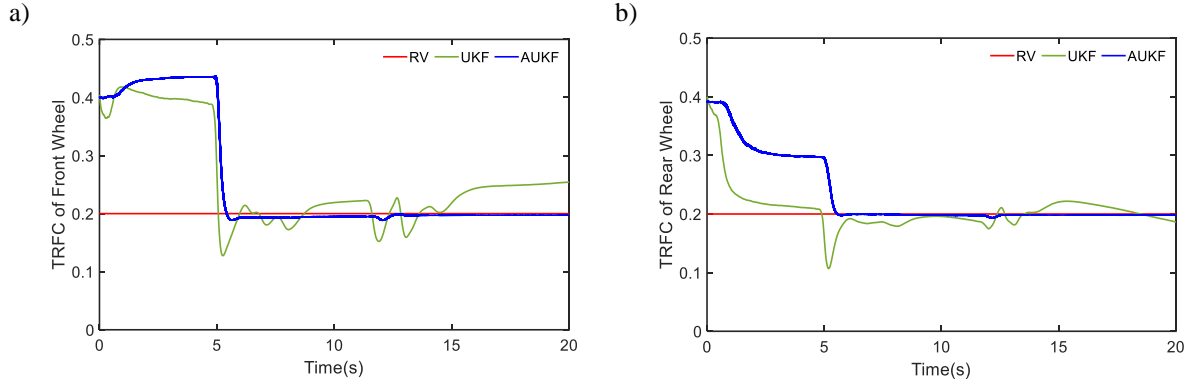 a)
0.5
RV UKF AUKF
0.4
0.3
0.2
0.1
0
TRFC of Front Wheel
0 5 10 15 20
Time(s)
b)
0.5
RV UKF AUKF
0.4
0.3
0.2
0.1
0
TRFC of Rear Wheel
0 5 10 15 20
Time(s)